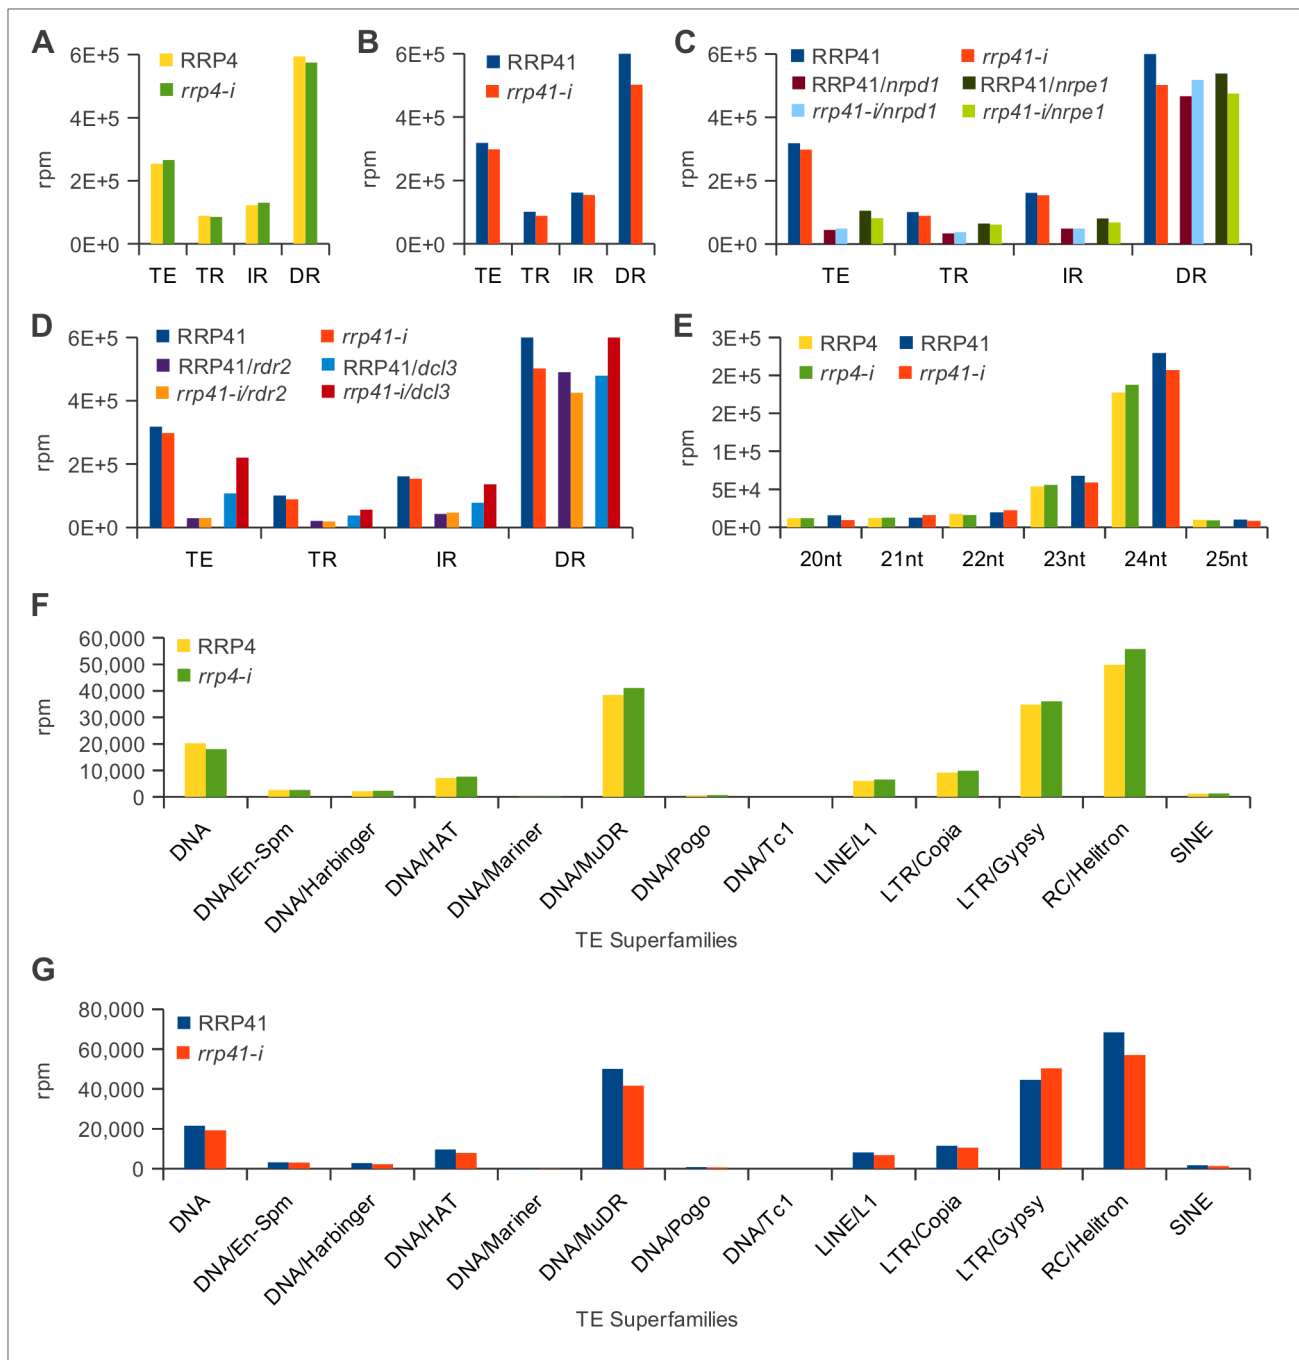 A
6E+5
4E+5
2E+5
0E+0
rpm
RRP4
rrp4-i
TE TR IR DR
B
6E+5
4E+5
2E+5
0E+0
rpm
RRP41
rrp41-i
TE TR IR DR
C
6E+5
4E+5
2E+5
0E+0
rpm
RRP41 rrp41-i
RRP41/nrpd1 RRP41/nrpe1
rrp41-i/nrpd1 rrp41-i/nrpe1
TE TR IR DR
D
6E+5
4E+5
2E+5
0E+0
rpm
RRP41 rrp41-i
RRP41/rdr2 RRP41/dcl3
rrp41-i/rdr2 rrp41-i/dcl3
TE TR IR DR
E
3E+5
2E+5
2E+5
1E+5
5E+4
0E+0
rpm
RRP4 RRP41
rrp4-i rrp41-i
20nt 21nt 22nt 23nt 24nt 25nt
F
60,000
50,000
40,000
30,000
20,000
10,000
0
rpm
RRP4
rrp4-i
DNA
DNA/En-Spm
DNA/Harbinger
DNA/HAT
DNA/Mariner
DNA/MuDR
DNA/Pogo
DNA/Tc1
LINE/L1
LTR/Copia
LTR/Gypsy
RC/Helitron
SINE
TE Superfamilies
G
80,000
60,000
40,000
20,000
0
rpm
RRP41
rrp41-i
DNA
DNA/En-Spm
DNA/Harbinger
DNA/HAT
DNA/Mariner
DNA/MuDR
DNA/Pogo
DNA/Tc1
LINE/L1
LTR/Copia
LTR/Gypsy
RC/Helitron
SINE
TE Superfamilies